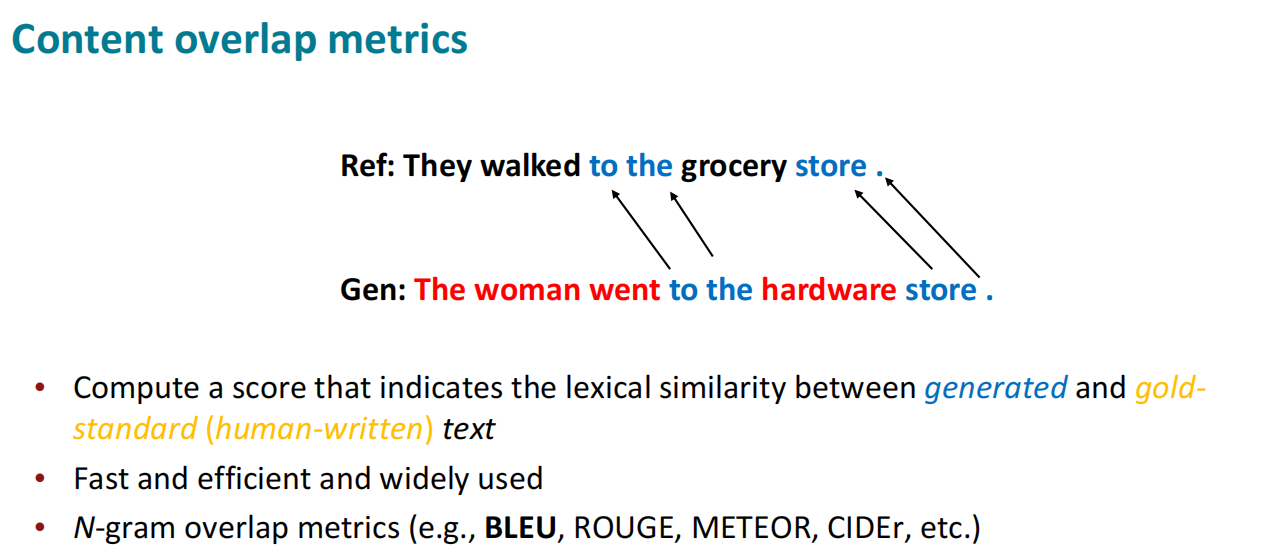 Content overlap metrics
Ref: They walked to the grocery store .
Gen: The woman went to the hardware store .
• Compute a score that indicates the lexical similarity between generated and gold-
standard (human-written) text
• Fast and efficient and widely used
• N-gram overlap metrics (e.g., BLEU, ROUGE, METEOR, CIDEr, etc.)